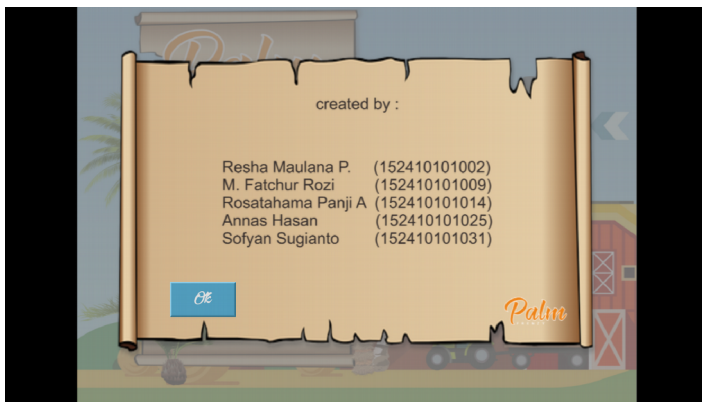 created by :
Resha Maulana P. (152410101002)
M. Fatchur Rozi (152410101009)
Rosatahama Panji A (152410101014)
Annas Hasan (152410101025)
Sofyan Sugianto (152410101031)
Ok
Palm